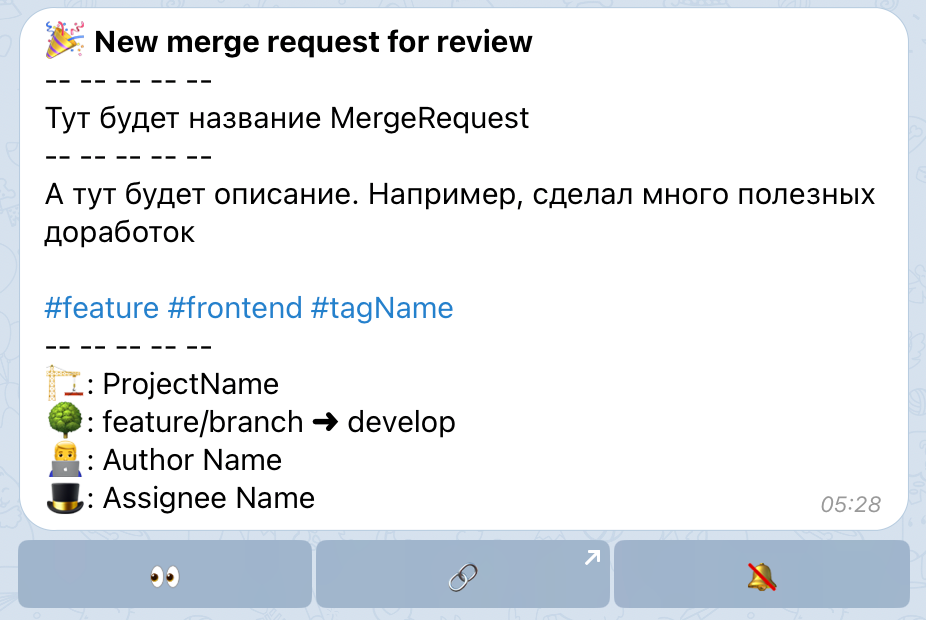 🎉 New merge request for review
-- -- -- -- --
Тут будет название MergeRequest
-- -- -- -- --
А тут будет описание. Например, сделал много полезных
доработок
#feature #frontend #tagName
-- -- -- -- --
🏗: ProjectName
🌳: feature/branch ➜ develop
👨‍💻: Author Name
🎩: Assignee Name
05:28